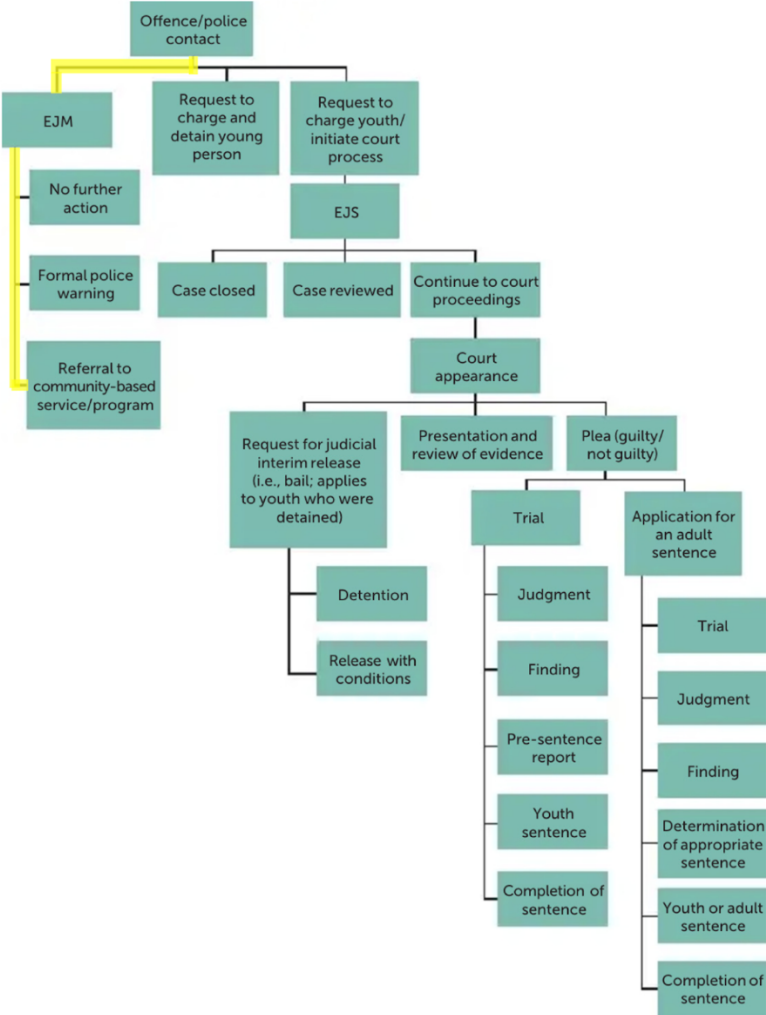 Offence/police
contact
EJM
Request to
charge and
detain young
person
Request to
charge youth/
initiate court
process
No further
action
EJS
Formal police
warning
Case closed
Case reviewed
Continue to court
proceedings
Referral to
community-based
service/program
Court
appearance
Request for judicial
interim release
(i.e., bail; applies
to youth who were
detained)
Presentation and
review of evidence
Plea (guilty/
not guilty)
Trial
Application for
an adult
sentence
Detention
Release with
conditions
Judgment
Finding
Pre-sentence
report
Youth
sentence
Completion of
sentence
Trial
Judgment
Finding
Determination
of appropriate
sentence
Youth or adult
sentence
Completion of
sentence